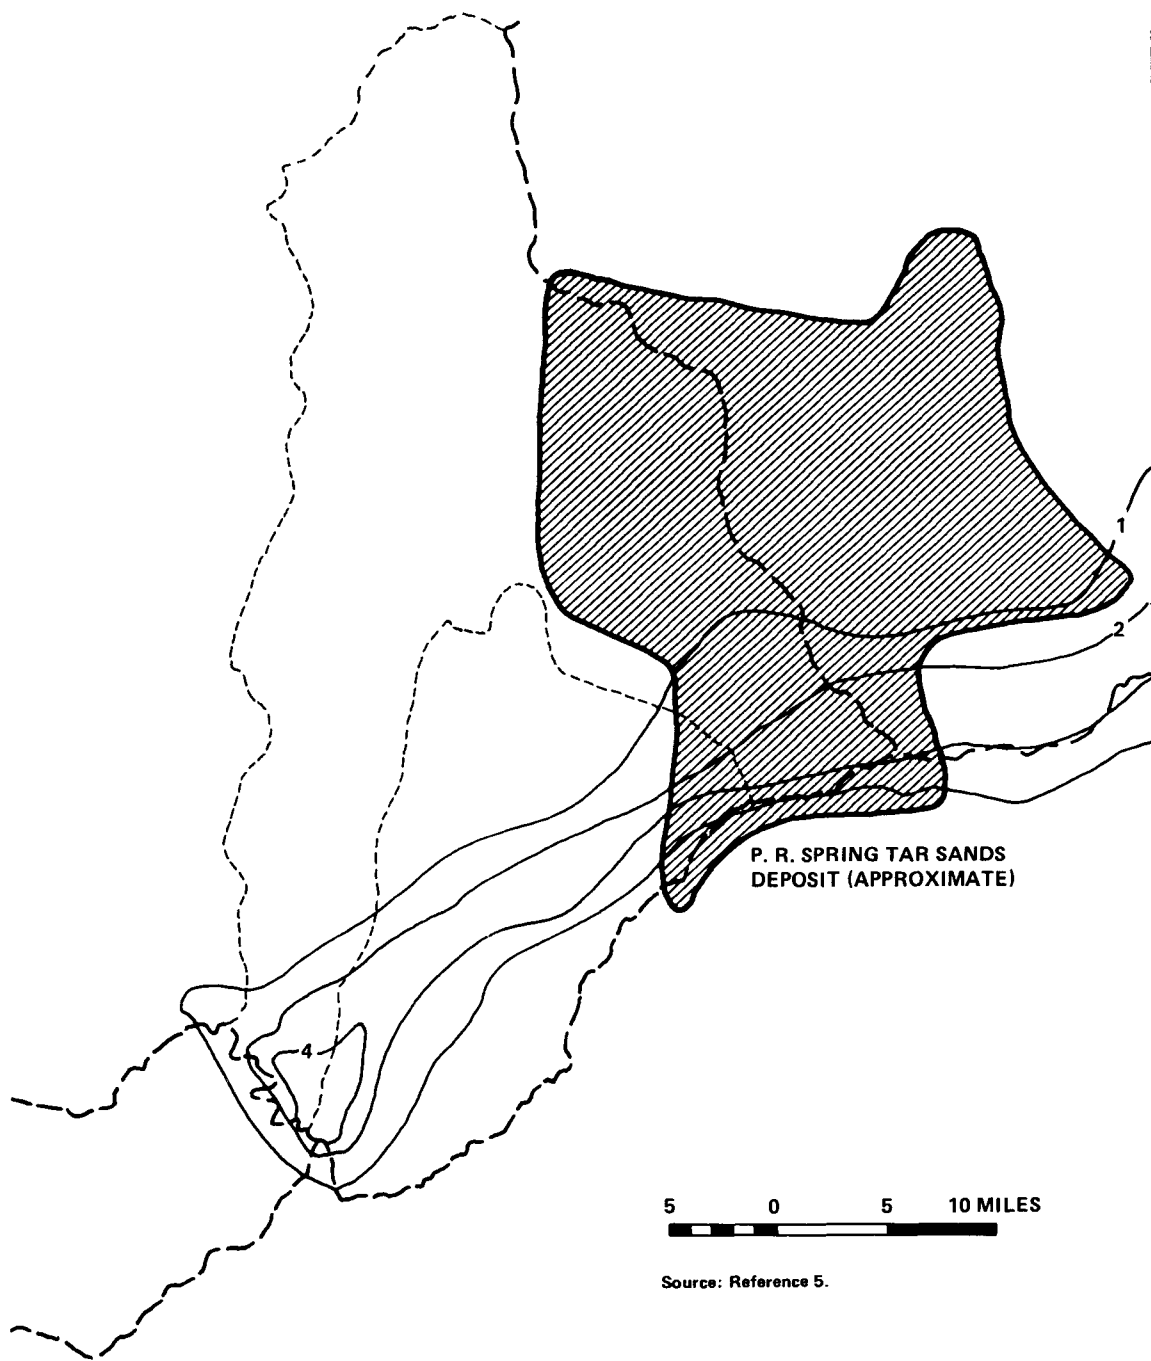 1
2
P. R. SPRING TAR SANDS
DEPOSIT (APPROXIMATE)
4
5 0 5 10 MILES
Source: Reference 5.